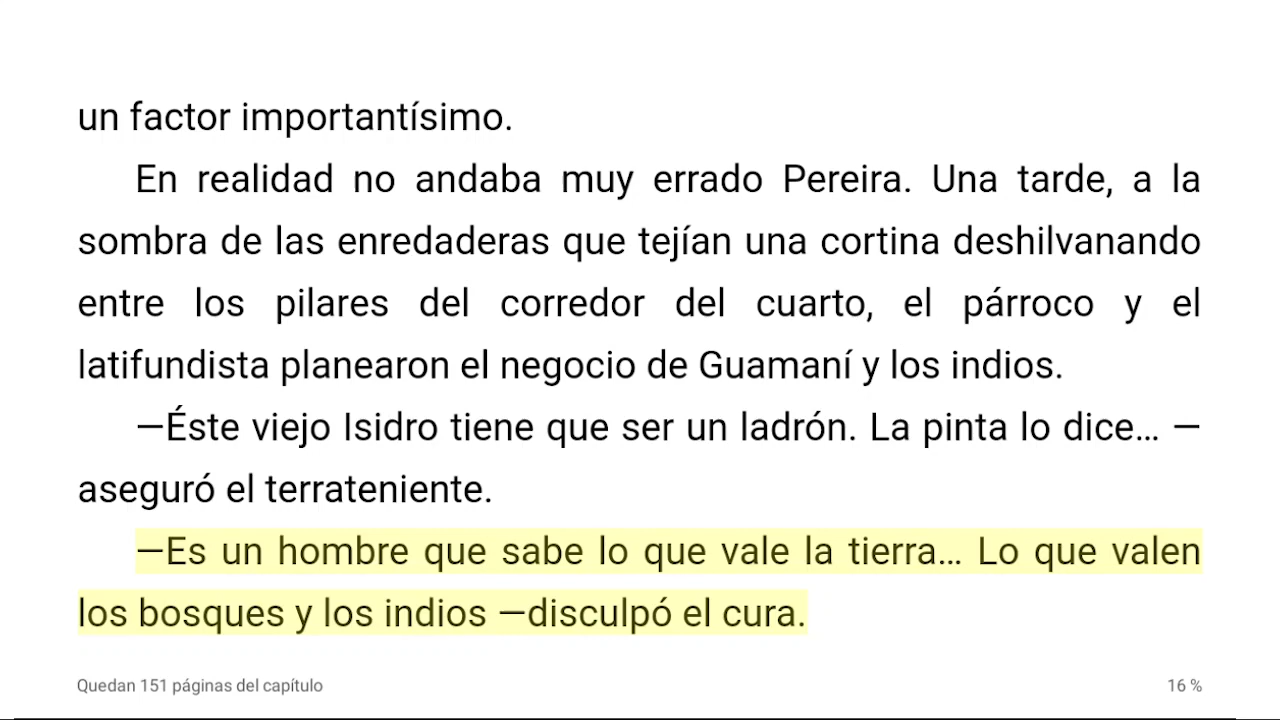 un factor importantísimo.
En realidad no andaba muy errado Pereira. Una tarde, a la
sombra de las enredaderas que tejían una cortina deshilvanando
entre los pilares del corredor del cuarto, el párroco y el
latifundista planearon el negocio de Guamaní y los indios.
—Éste viejo Isidro tiene que ser un ladrón. La pinta lo dice… —
aseguró el terrateniente.
—Es un hombre que sabe lo que vale la tierra… Lo que valen
los bosques y los indios —disculpó el cura.
Quedan 151 páginas del capítulo
16 %